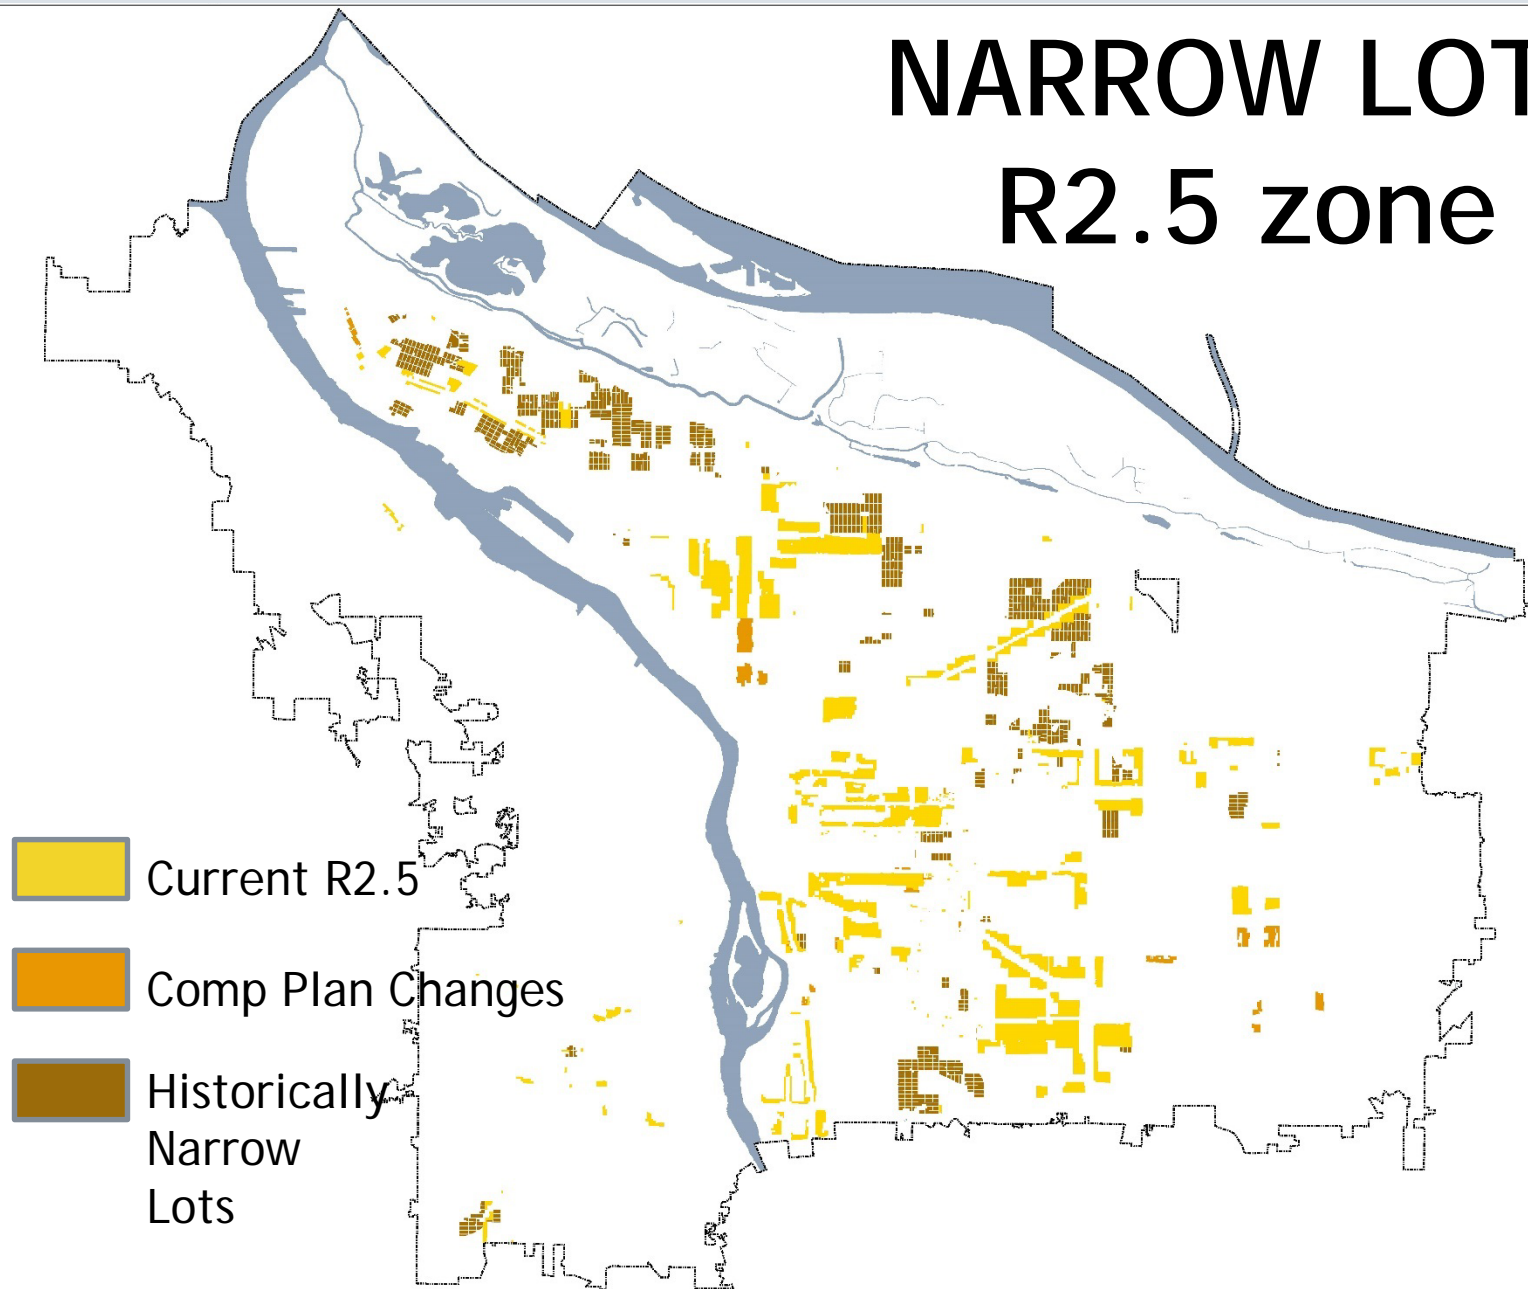 NARROW LOT
R2.5 zone
Current R2.5
Comp Plan Changes
Historically
Narrow
Lots